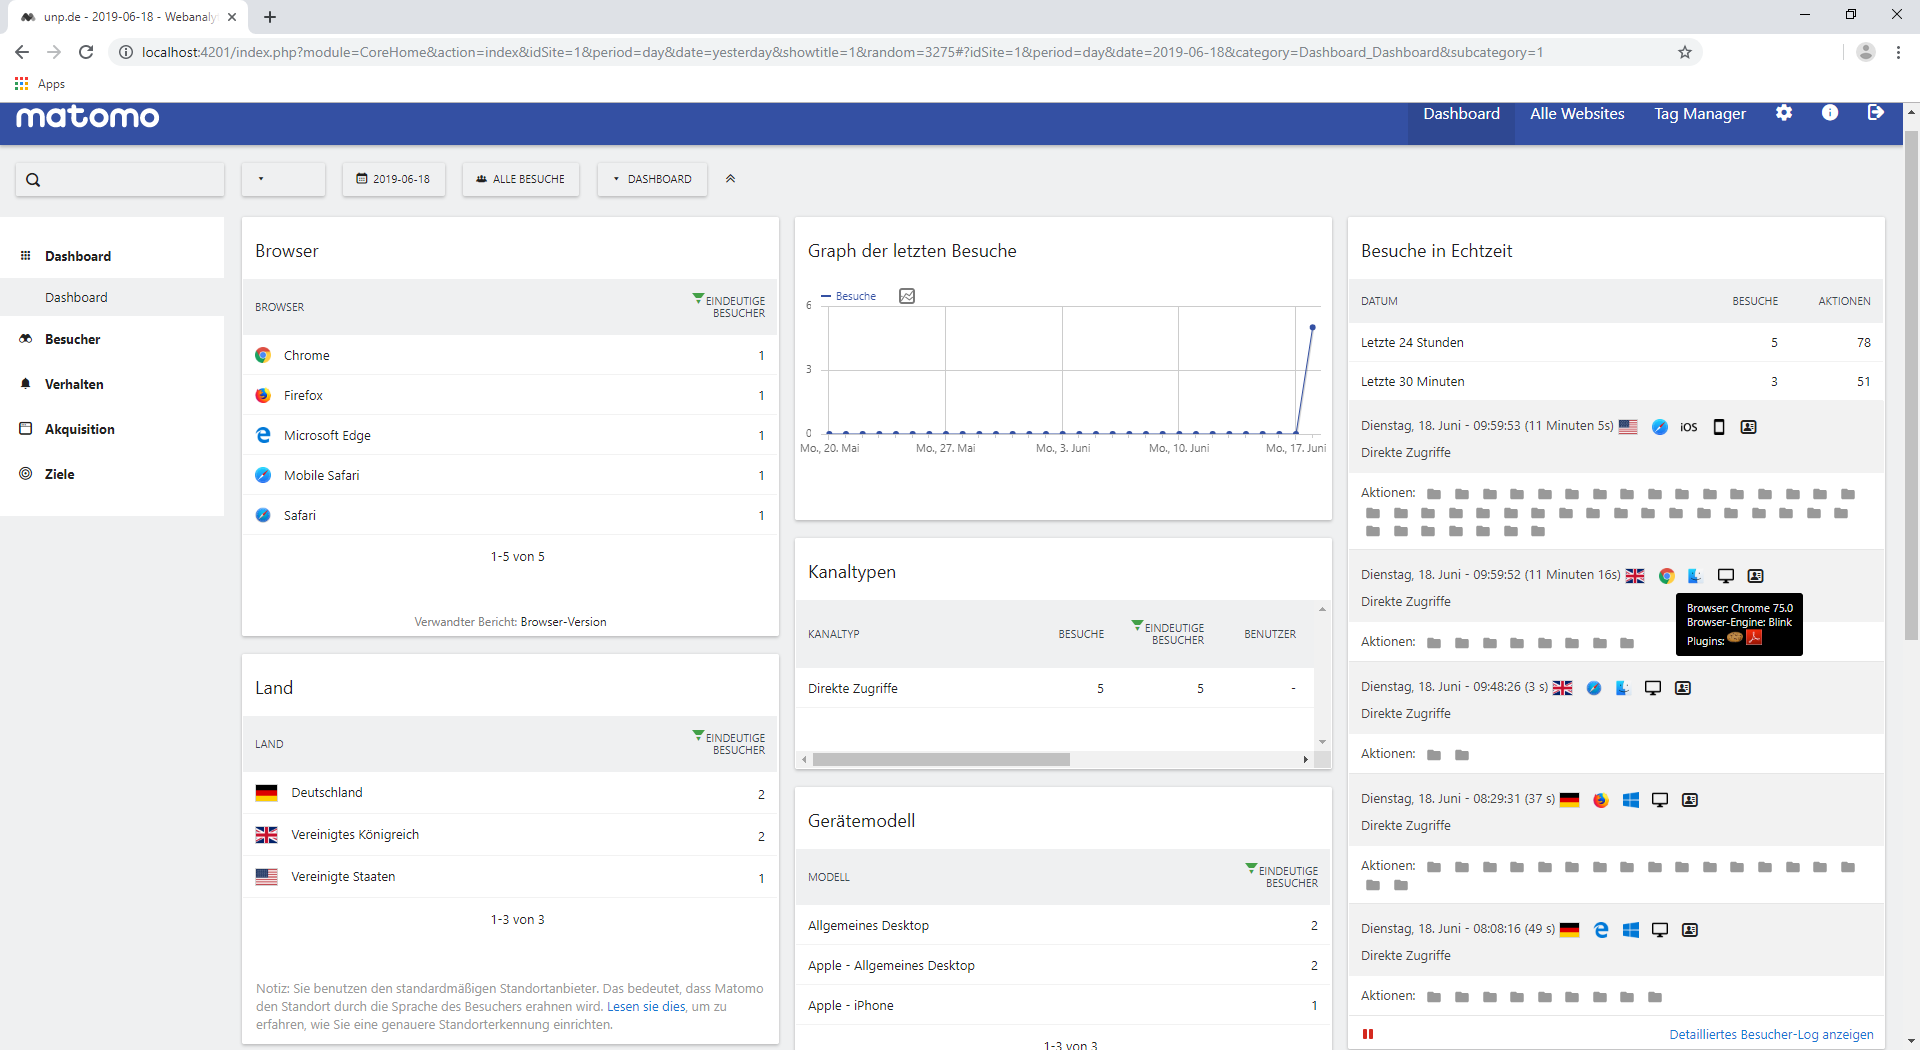 unp.de - 2019-06-18 - Webanaly
localhost:4201/index.php?module=CoreHome&action=index&idSite=1&period=day&date=yesterday&showtitle=1&random=3275#?idSite=1&period=day&date=2019-06-18&category=Dashboard_Dashboard&subcategory=1
Apps
matomo
Dashboard
Alle Websites
Tag Manager
2019-06-18
ALLE BESUCHE
DASHBOARD
Dashboard
Dashboard
Besucher
Verhalten
Akquisition
Ziele
Browser
BROWSER
EINDEUTIGE
BESUCHER
Chrome 1
Firefox 1
Microsoft Edge 1
Mobile Safari 1
Safari 1
1-5 von 5
Verwandter Bericht: Browser-Version
Land
LAND
EINDEUTIGE
BESUCHER
Deutschland 2
Vereinigtes Königreich 2
Vereinigte Staaten 1
1-3 von 3
Notiz: Sie benutzen den standardmäßigen Standortanbieter. Das bedeutet, dass Matomo
den Standort durch die Sprache des Besuchers erahnen wird. Lesen sie dies, um zu
erfahren, wie Sie eine genauere Standorterkennung einrichten.
Graph der letzten Besuche
Besuche
6
3
0
Mo., 20. Mai Mo., 27. Mai Mo., 3. Juni Mo., 10. Juni Mo., 17. Juni
Kanaltypen
KANALTYP BESUCHE EINDEUTIGE BENUTZER
BESUCHER
Direkte Zugriffe 5 5 -
Gerätemodell
MODELL
EINDEUTIGE
BESUCHER
Allgemeines Desktop 2
Apple - Allgemeines Desktop 2
Apple - iPhone 1
1-3 von 3
Besuche in Echtzeit
DATUM BESUCHE AKTIONEN
Letzte 24 Stunden 5 78
Letzte 30 Minuten 3 51
Dienstag, 18. Juni - 09:59:53 (11 Minuten 5s) iOS
Direkte Zugriffe
Aktionen:
Dienstag, 18. Juni - 09:59:52 (11 Minuten 16s)
Direkte Zugriffe
Browser: Chrome 75.0
Browser-Engine: Blink
Plugins:
Aktionen:
Dienstag, 18. Juni - 09:48:26 (3 s)
Direkte Zugriffe
Aktionen:
Dienstag, 18. Juni - 08:29:31 (37 s)
Direkte Zugriffe
Aktionen:
Dienstag, 18. Juni - 08:08:16 (49 s)
Direkte Zugriffe
Aktionen:
Detailliertes Besucher-Log anzeigen